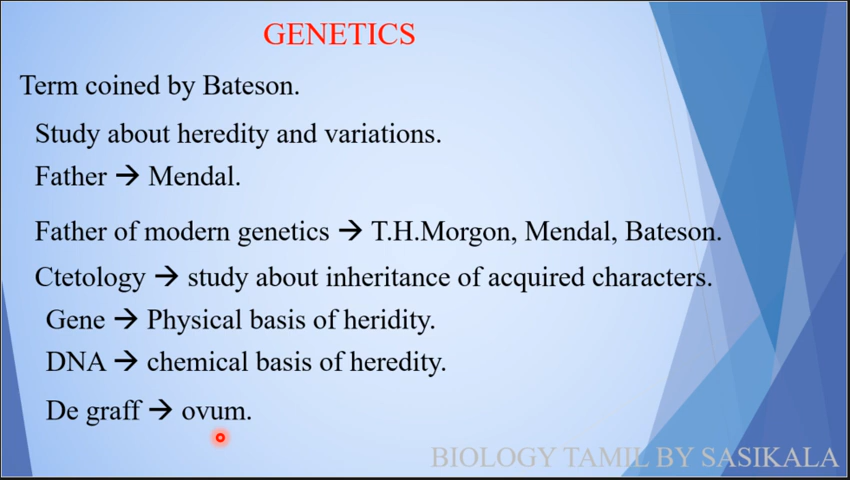 GENETICS
Term coined by Bateson.
Study about heredity and variations.
Father → Mendal.
Father of modern genetics → T.H.Morgon, Mendal, Bateson.
Ctetology → study about inheritance of acquired characters.
Gene → Physical basis of heridity.
DNA → chemical basis of heredity.
De graff → ovum.
BIOLOGY TAMIL BY SASIKALA